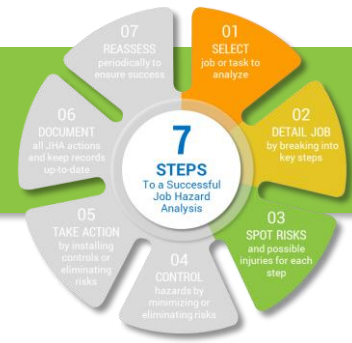 7
STEPS
To a Successful
Job Hazard
Analysis
01
SELECT
job or task to
analyze
02
DETAIL JOB
by breaking into
key steps
03
SPOT RISKS
and possible
injuries for each
step
04
CONTROL
hazards by
minimizing or
eliminating risks
05
TAKE ACTION
by installing
controls or
eliminating
risks
06
DOCUMENT
all JHA actions
and keep records
up-to-date
07
REASSESS
periodically to
ensure success